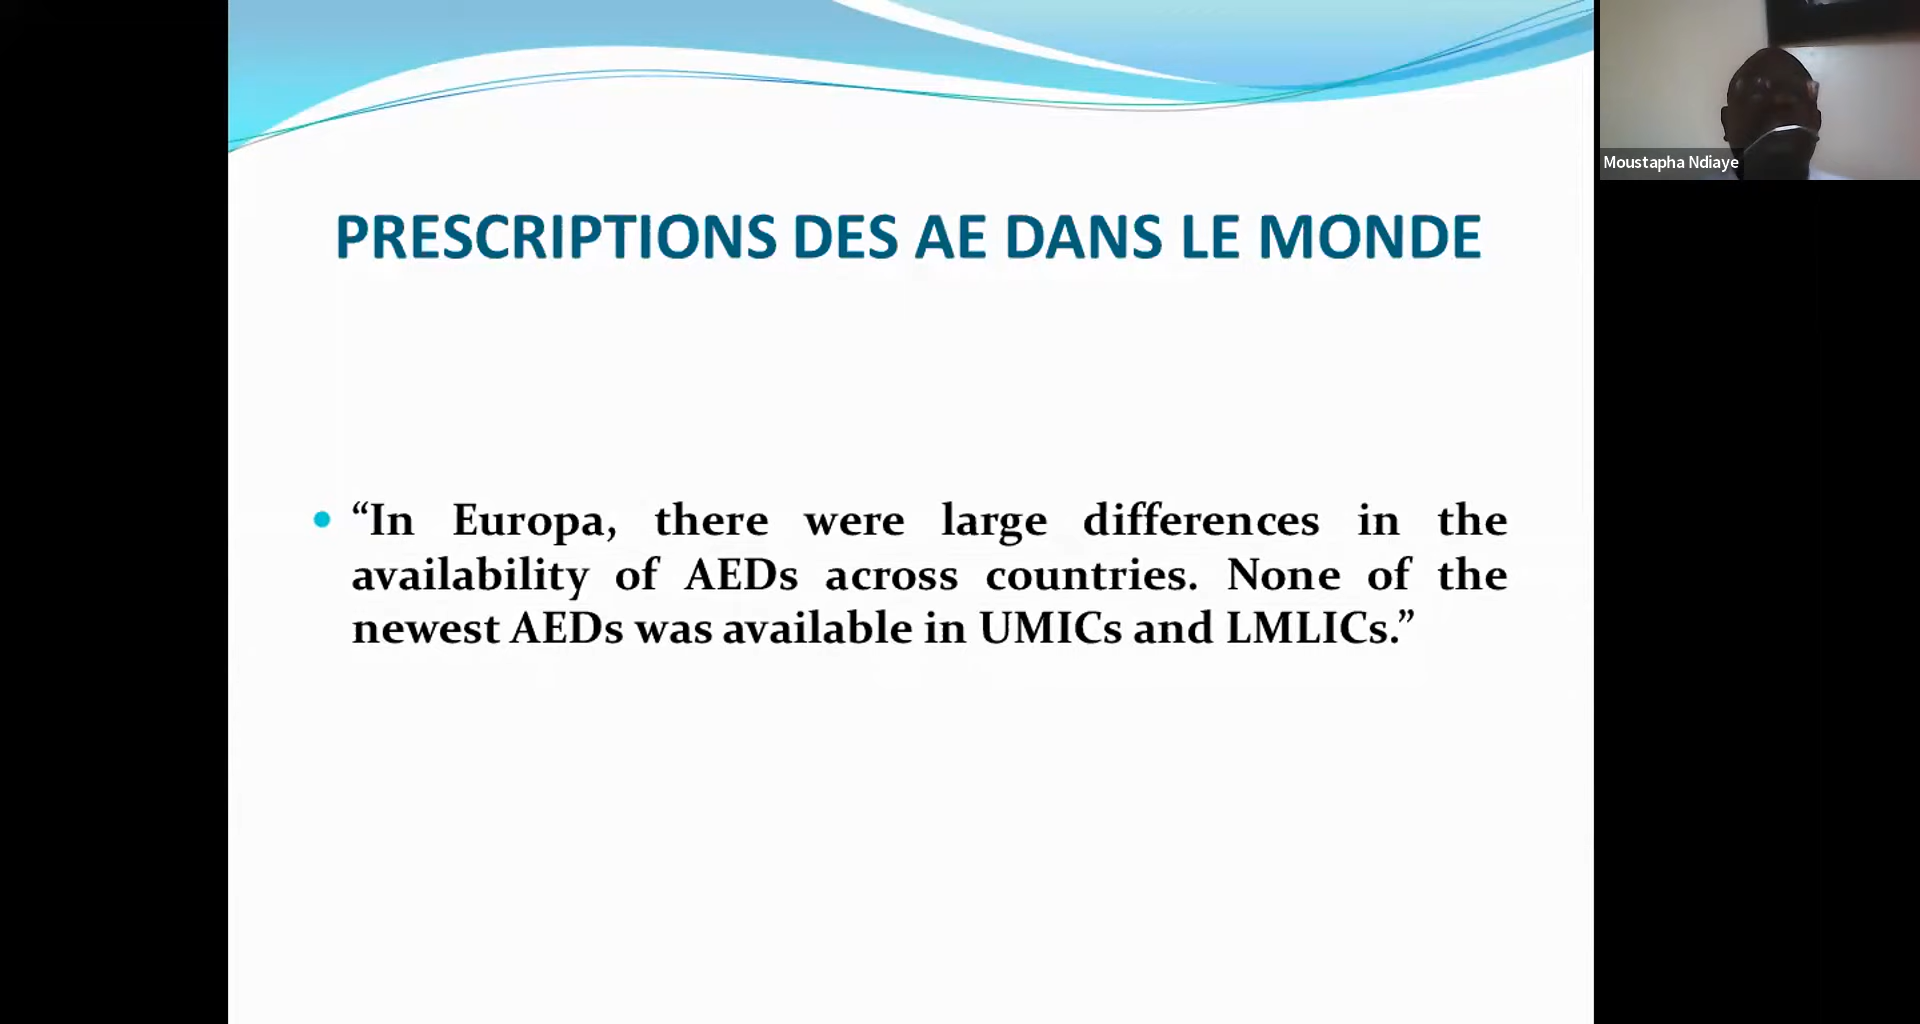 PRESCRIPTIONS DES AE DANS LE MONDE
• “In Europa, there were large differences in the
availability of AEDs across countries. None of the
newest AEDs was available in UMICs and LMLICs.”
Moustapha Ndiaye